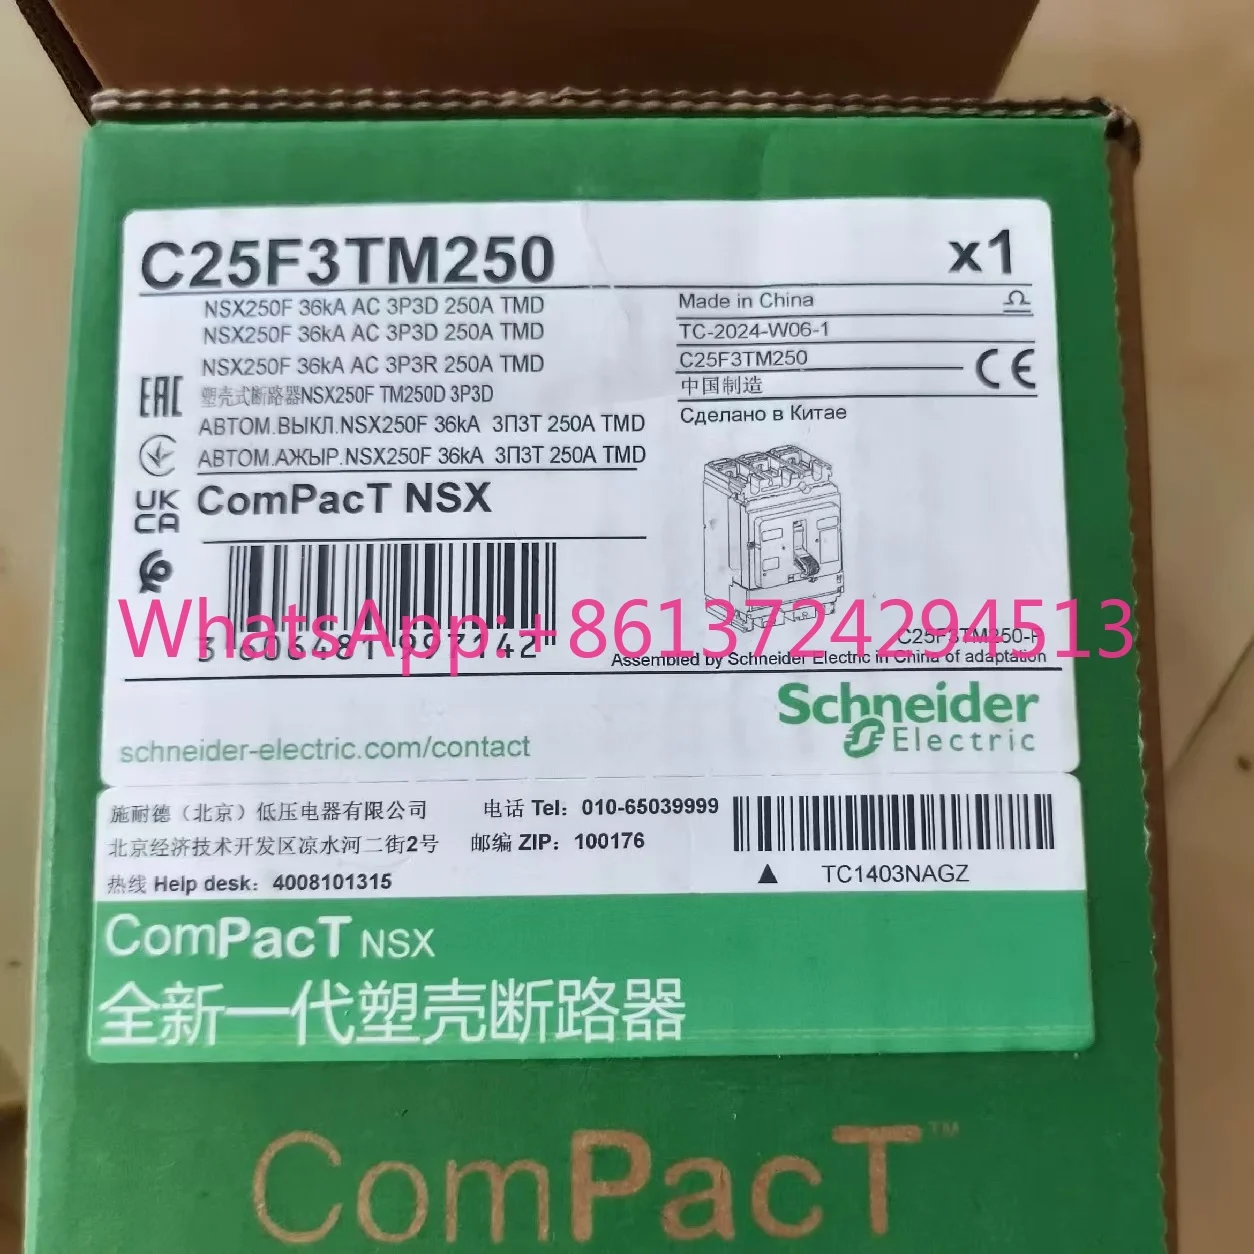 C25F3TM250
x1
NSX250F 36kA AC 3P3D 250A TMD
NSX250F 36kA AC 3P3D 250A TMD
NSX250F 36kA AC 3P3R 250A TMD
塑壳式断路器NSX250F TM250D 3P3D
АВТОМ.ВЫКЛ.NSX250F 36kA 3П3Т 250A TMD
АВТОМ.АЖЫР.NSX250F 36kA 3П3Т 250A TMD
Made in China
TC-2024-W06-1
C25F3TM250
中国制造
Сделано в Китае
CE
EAC
UK
CA
ComPacT NSX
3 606481 997142
WhatsApp:+8613724294513
C25F3TM250-R
Assembled by Schneider Electric in China of adaptation
Schneider
Electric
schneider-electric.com/contact
施耐德（北京）低压电器有限公司 电话 Tel: 010-65039999
北京经济技术开发区凉水河二街2号 邮编 ZIP: 100176
热线 Help desk: 4008101315
▲ TC1403NAGZ
ComPacT NSX
全新一代塑壳断路器
ComPacT™